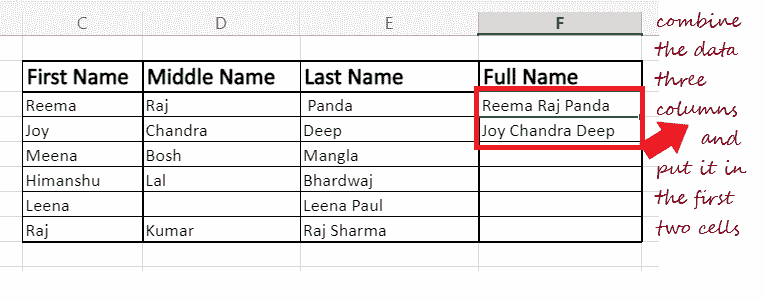 C D E F
First Name Middle Name Last Name Full Name
Reema Raj Panda Reema Raj Panda
Joy Chandra Deep Joy Chandra Deep
Meena Bosh Mangla
Himanshu Lal Bhardwaj
Leena Leena Paul
Raj Kumar Raj Sharma
combine
the data
three
columns
and
put it in
the first
two cells